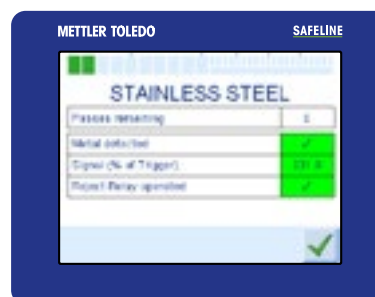 METTLER TOLEDO SAFELINE
STAINLESS STEEL
Passes remaining
Metal detected ✓
Signal (% of Trigger)
Reject Relay operated ✓